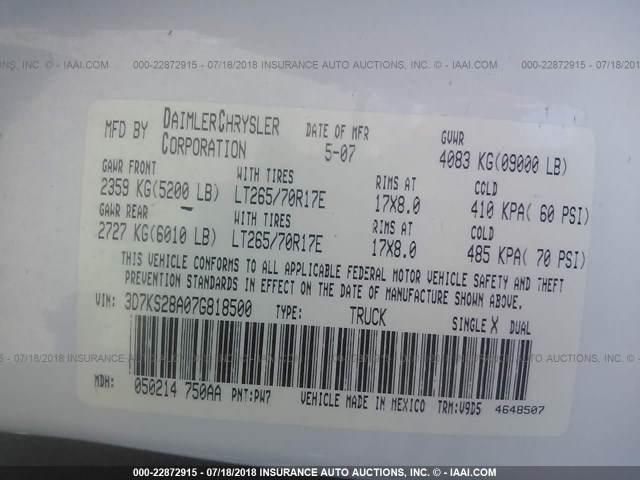 AUCTIONS, INC. - IAAI.COM 000-22872915 - 07/18/2018 INSURANCE AUTO AUCTIONS, INC. - IAAI.COM 000-22872915 - 07/18/2
MFD BY DAIMLERCHRYSLER CORPORATION DATE OF MFR 5-07 GVWR 4083 KG(09000 LB)
GAWR FRONT WITH TIRES RIMS AT COLD
2359 KG(5200 LB) LT265/70R17E 17X8.0 410 KPA( 60 PSI)
GAWR REAR WITH TIRES RIMS AT COLD
2727 KG(6010 LB) LT265/70R17E 17X8.0 485 KPA( 70 PSI)
THIS VEHICLE CONFORMS TO ALL APPLICABLE FEDERAL MOTOR VEHICLE SAFETY AND THEFT
PREVENTION STANDARDS IN EFFECT ON THE DATE OF MANUFACTURE SHOWN ABOVE.
VIN: 3D7KS28A07G818500 TYPE: TRUCK SINGLE X DUAL
MDH: 050214 750AA PNT:PW7 VEHICLE MADE IN MEXICO TRM:V9D5 4648507
AUCTIONS, INC. - IAAI.COM 000-22872915 - 07/18/2018 INSURANCE AUTO AUCTIONS, INC. - IAAI.COM 000-22872915 - 07/18/2
000-22872915 - 07/18/2018 INSURANCE AUTO AUCTIONS, INC. - IAAI.COM